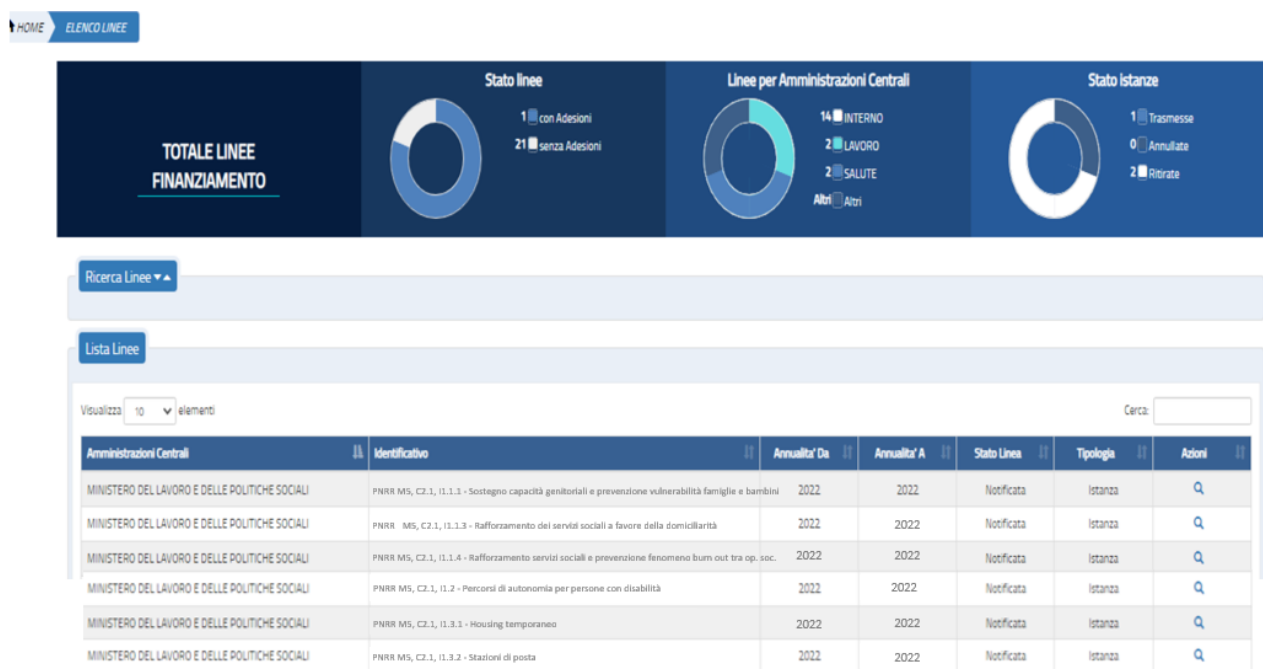 HOME ELENCO LINEE
TOTALE LINEE
FINANZIAMENTO
Stato linee
1 con Adesioni
21 senza Adesioni
Linee per Amministrazioni Centrali
14 INTERNO
2 LAVORO
2 SALUTE
Altri Altri
Stato istanze
1 Trasmesse
0 Annullate
2 Ritirate
Ricerca Linee
Lista Linee
Visualizza 10 elementi Cerca:
Amministrazioni Centrali Identificativo Annualita' Da Annualita' A Stato Linea Tipologia Azioni
MINISTERO DEL LAVORO E DELLE POLITICHE SOCIALI PNRR M5, C2.1, I1.1.1 - Sostegno capacità genitoriali e prevenzione vulnerabilità famiglie e bambini 2022 2022 Notificata Istanza
MINISTERO DEL LAVORO E DELLE POLITICHE SOCIALI PNRR M5, C2.1, I1.1.3 - Rafforzamento dei servizi sociali a favore della domiciliarità 2022 2022 Notificata Istanza
MINISTERO DEL LAVORO E DELLE POLITICHE SOCIALI PNRR M5, C2.1, I1.1.4 - Rafforzamento servizi sociali e prevenzione fenomeno burn out tra op. soc. 2022 2022 Notificata Istanza
MINISTERO DEL LAVORO E DELLE POLITICHE SOCIALI PNRR M5, C2.1, I1.2 - Percorsi di autonomia per persone con disabilità 2022 2022 Notificata Istanza
MINISTERO DEL LAVORO E DELLE POLITICHE SOCIALI PNRR M5, C2.1, I1.3.1 - Housing temporaneo 2022 2022 Notificata Istanza
MINISTERO DEL LAVORO E DELLE POLITICHE SOCIALI PNRR M5, C2.1, I1.3.2 - Stazioni di posta 2022 2022 Notificata Istanza